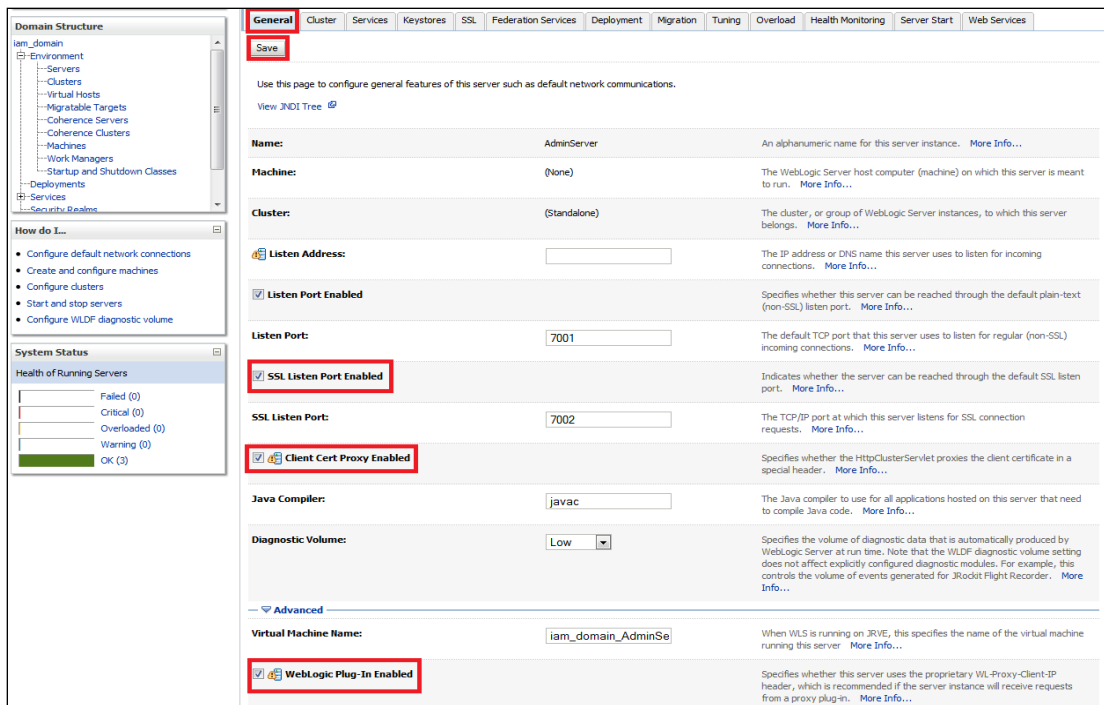 Domain Structure
iam_domain
Environment
Servers
Clusters
Virtual Hosts
Migratable Targets
Coherence Servers
Coherence Clusters
Machines
Work Managers
Startup and Shutdown Classes
Deployments
Services
Security Realms
How do I...
Configure default network connections
Create and configure machines
Configure clusters
Start and stop servers
Configure WLDF diagnostic volume
System Status
Health of Running Servers
Failed (0)
Critical (0)
Overloaded (0)
Warning (0)
OK (3)
General Cluster Services Keystores SSL Federation Services Deployment Migration Tuning Overload Health Monitoring Server Start Web Services
Save
Use this page to configure general features of this server such as default network communications.
View JNDI Tree
Name: AdminServer An alphanumeric name for this server instance. More Info...
Machine: (None) The WebLogic Server host computer (machine) on which this server is meant
to run. More Info...
Cluster: (Standalone) The cluster, or group of WebLogic Server instances, to which this server
belongs. More Info...
Listen Address: The IP address or DNS name this server uses to listen for incoming
connections. More Info...
Listen Port Enabled Specifies whether this server can be reached through the default plain-text
(non-SSL) listen port. More Info...
Listen Port: 7001 The default TCP port that this server uses to listen for regular (non-SSL)
incoming connections. More Info...
SSL Listen Port Enabled Indicates whether the server can be reached through the default SSL listen
port. More Info...
SSL Listen Port: 7002 The TCP/IP port at which this server listens for SSL connection
requests. More Info...
Client Cert Proxy Enabled Specifies whether the HttpClusterServlet proxies the client certificate in a
special header. More Info...
Java Compiler: javac The Java compiler to use for all applications hosted on this server that need
to compile Java code. More Info...
Diagnostic Volume: Low Specifies the volume of diagnostic data that is automatically produced by
WebLogic Server at run time. Note that the WLDF diagnostic volume setting
does not affect explicitly configured diagnostic modules. For example, this
controls the volume of events generated for JRockit Flight Recorder. More
Info...
Advanced
Virtual Machine Name: iam_domain_AdminSe When WLS is running on JRVE, this specifies the name of the virtual machine
running this server More Info...
WebLogic Plug-In Enabled Specifies whether this server uses the proprietary WL-Proxy-Client-IP
header, which is recommended if the server instance will receive requests
from a proxy plug-in. More Info...